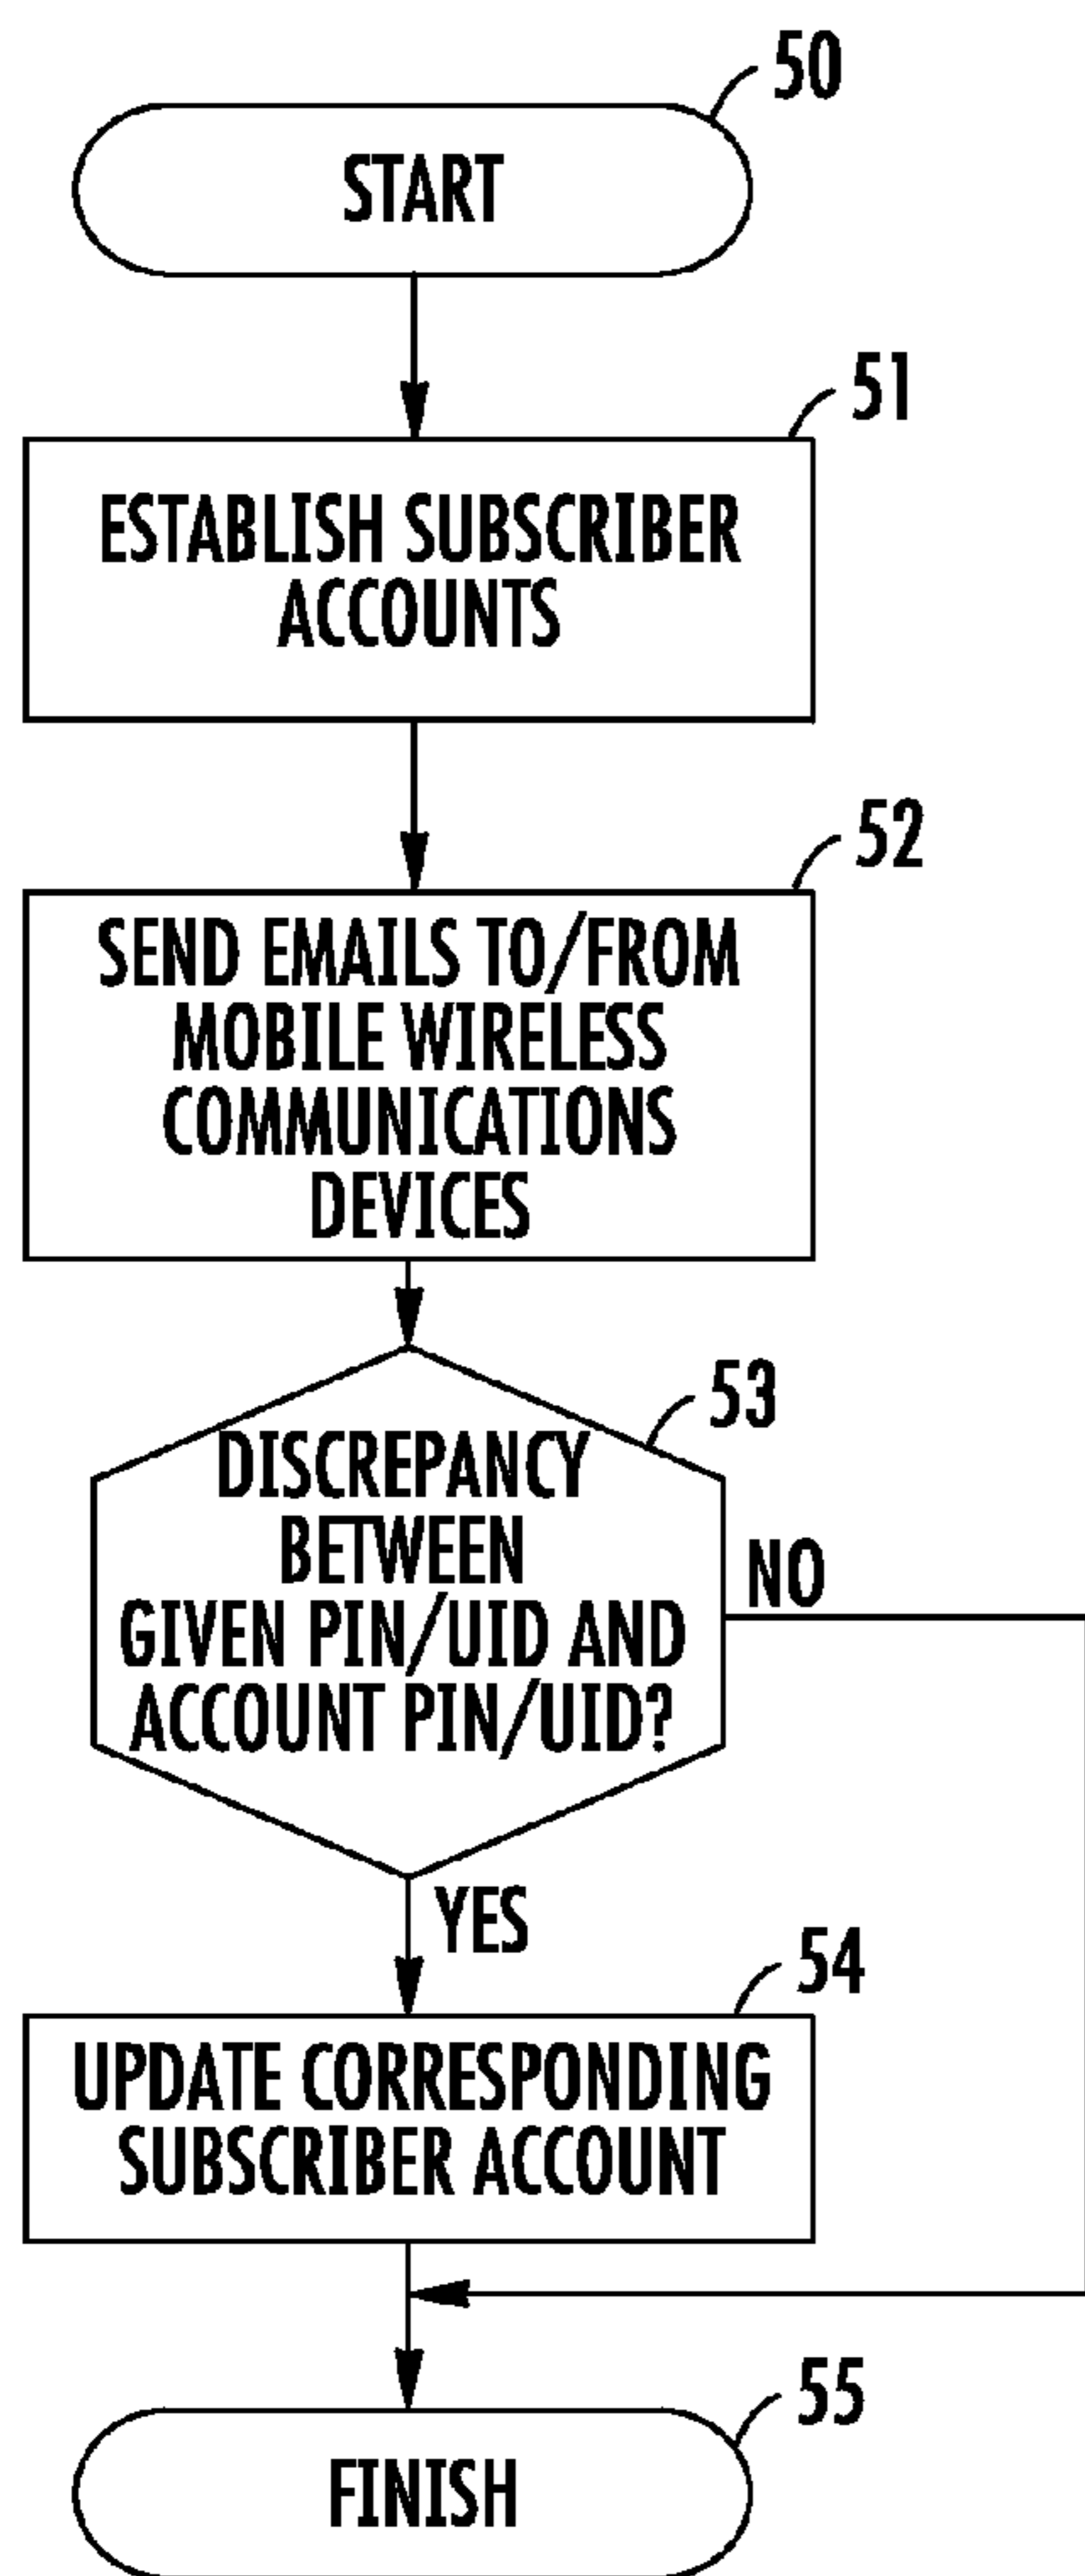 50
START
51
ESTABLISH SUBSCRIBER
ACCOUNTS
52
SEND EMAILS TO/FROM
MOBILE WIRELESS
COMMUNICATIONS
DEVICES
53
DISCREPANCY
BETWEEN
GIVEN PIN/UID AND
ACCOUNT PIN/UID?
NO
YES
54
UPDATE CORRESPONDING
SUBSCRIBER ACCOUNT
55
FINISH